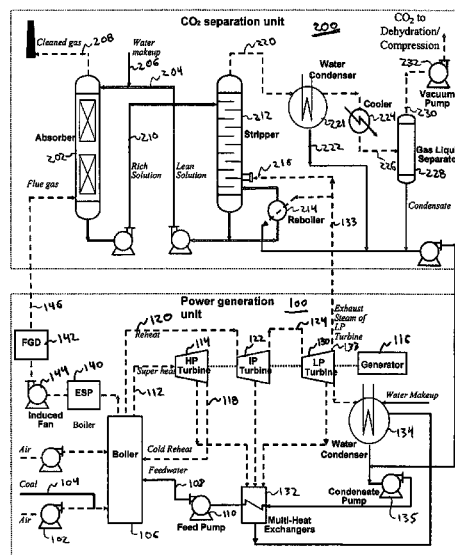 CO2 separation unit
200
Cleaned gas
208
Water makeup
206
204
220
CO2 to Dehydration/ Compression
232
Vacuum Pump
230
Water Condenser
221
Cooler
224
222
226
Gas Liquid Separator
228
Absorber
202
210
212
Stripper
216
Rich Solution
Lean Solution
214
Reboiler
133
Flue gas
Condensate
146
Power generation unit
100
Exhaust Steam of LP Turbine
120
Reheat
114
122
124
130
133
116
FGD
142
HP Turbine
IP Turbine
LP Turbine
Generator
144
140
ESP
Super heat
112
118
Induced Fan
Boiler
Water Makeup
134
Water Condenser
Air
Boiler
Cold Reheat
Feedwater
108
132
Coal
104
Condensate Pump
135
Air
102
106
Feed Pump
110
Multi-Heat Exchangers